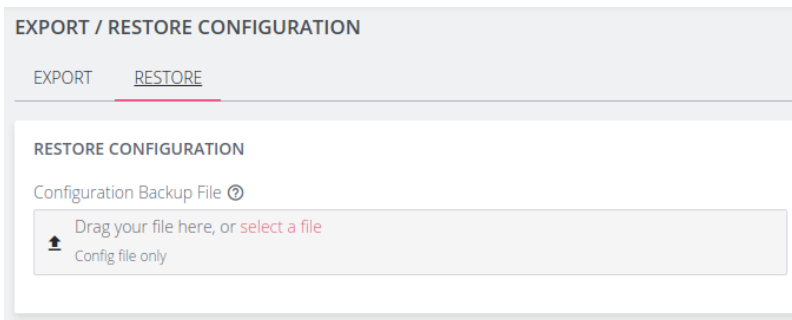 EXPORT / RESTORE CONFIGURATION
EXPORT RESTORE
RESTORE CONFIGURATION
Configuration Backup File ?
Drag your file here, or select a file
Config file only